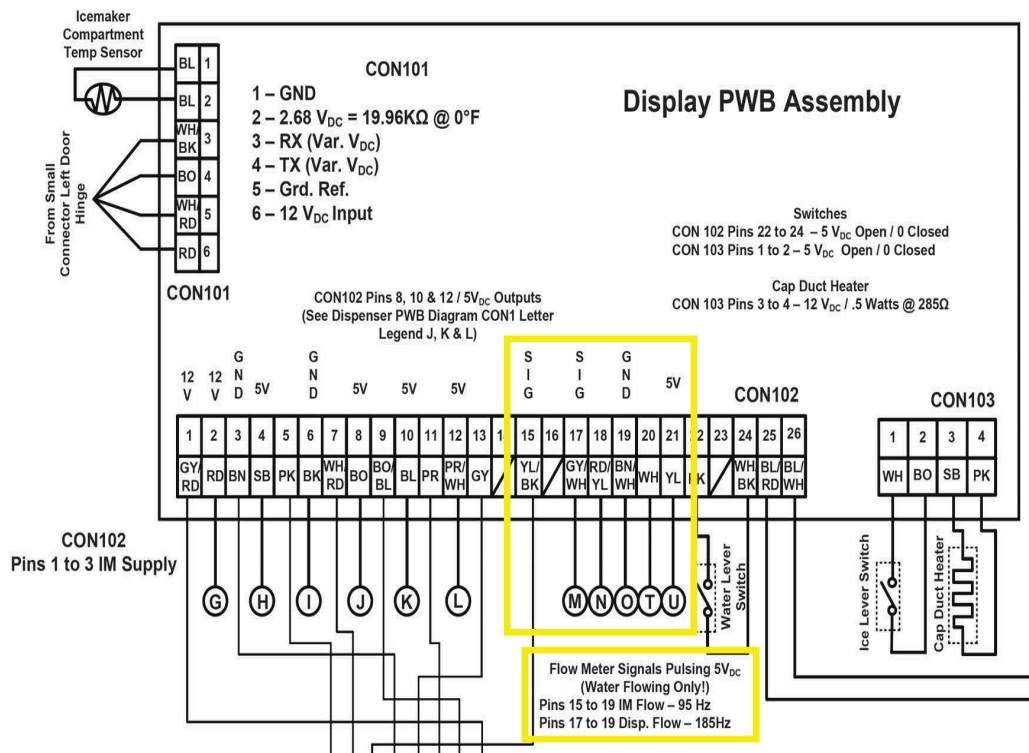 Icemaker
Compartment
Temp Sensor
BL 1
BL 2
WH/BK 3
BO 4
WH/RD 5
RD 6
From Small
Connector Left Door
Hinge
CON101
CON101
1 – GND
2 – 2.68 VDC = 19.96KΩ @ 0°F
3 – RX (Var. VDC)
4 – TX (Var. VDC)
5 – Grd. Ref.
6 – 12 VDC Input
Display PWB Assembly
Switches
CON 102 Pins 22 to 24 – 5 VDC Open / 0 Closed
CON 103 Pins 1 to 2 – 5 VDC Open / 0 Closed
Cap Duct Heater
CON 103 Pins 3 to 4 – 12 VDC / .5 Watts @ 285Ω
CON102 Pins 8, 10 & 12 / 5VDC Outputs
(See Dispenser PWB Diagram CON1 Letter
Legend J, K & L)
12V 12V GND 5V GND 5V 5V 5V SIG SIG GND 5V
CON102
1 2 3 4 5 6 7 8 9 10 11 12 13 15 16 17 18 19 20 21 22 23 24 25 26
GY/RD RD BN SB PK BK WH/RD BO BO/BL BL PR PR/WH GY YL/BK GY/WH RD/YL BN/WH WH YL WH/BK BL/RD BL/WH
CON103
1 2 3 4
WH BO SB PK
CON102
Pins 1 to 3 IM Supply
G H I J K L M N O T U
Water Lever
Switch
Ice Lever Switch
Cap Duct Heater
Flow Meter Signals Pulsing 5VDC
(Water Flowing Only!)
Pins 15 to 19 IM Flow – 95 Hz
Pins 17 to 19 Disp. Flow – 185Hz